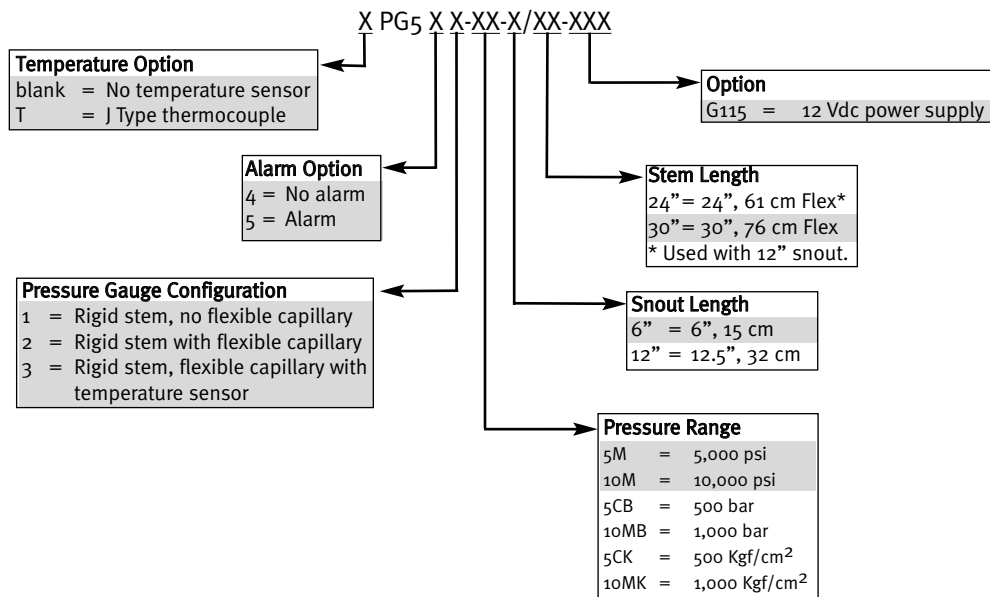 X PG5 X X-XX-X/XX-XXX
Temperature Option
blank = No temperature sensor
T = J Type thermocouple
Option
G115 = 12 Vdc power supply
Alarm Option
4 = No alarm
5 = Alarm
Stem Length
24” = 24”, 61 cm Flex*
30” = 30”, 76 cm Flex
* Used with 12” snout.
Pressure Gauge Configuration
1 = Rigid stem, no flexible capillary
2 = Rigid stem with flexible capillary
3 = Rigid stem, flexible capillary with
temperature sensor
Snout Length
6” = 6”, 15 cm
12” = 12.5”, 32 cm
Pressure Range
5M = 5,000 psi
10M = 10,000 psi
5CB = 500 bar
10MB = 1,000 bar
5CK = 500 Kgf/cm²
10MK = 1,000 Kgf/cm²